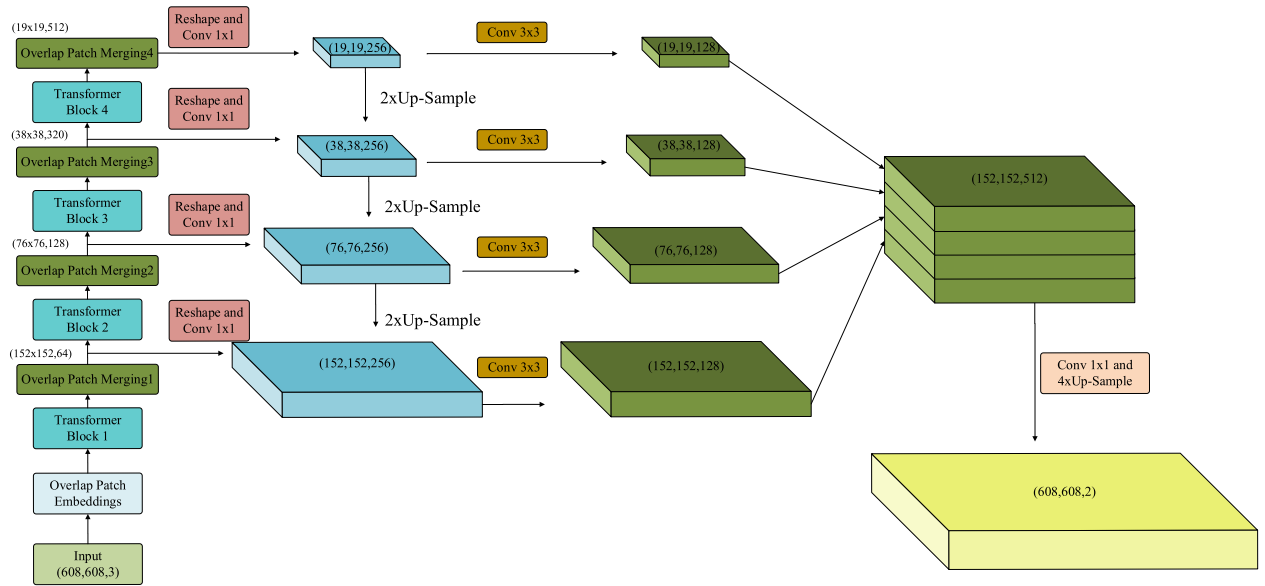 (19x19,512)
Overlap Patch Merging4
Reshape and
Conv 1x1
(19,19,256)
Conv 3x3
(19,19,128)
Transformer
Block 4
2xUp-Sample
(38x38,320)
Overlap Patch Merging3
Reshape and
Conv 1x1
(38,38,256)
Conv 3x3
(38,38,128)
Transformer
Block 3
2xUp-Sample
(76x76,128)
Overlap Patch Merging2
Reshape and
Conv 1x1
(76,76,256)
Conv 3x3
(76,76,128)
Transformer
Block 2
2xUp-Sample
(152x152,64)
Overlap Patch Merging1
Reshape and
Conv 1x1
(152,152,256)
Conv 3x3
(152,152,128)
Transformer
Block 1
Overlap Patch
Embeddings
Input
(608,608,3)
(152,152,512)
Conv 1x1 and
4xUp-Sample
(608,608,2)